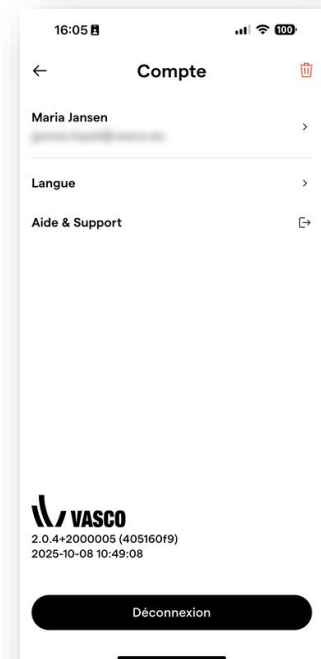 16:05
100
Compte
Maria Jansen
Langue
Aide & Support
VASCO
2.0.4+2000005 (405160f9)
2025-10-08 10:49:08
Déconnexion